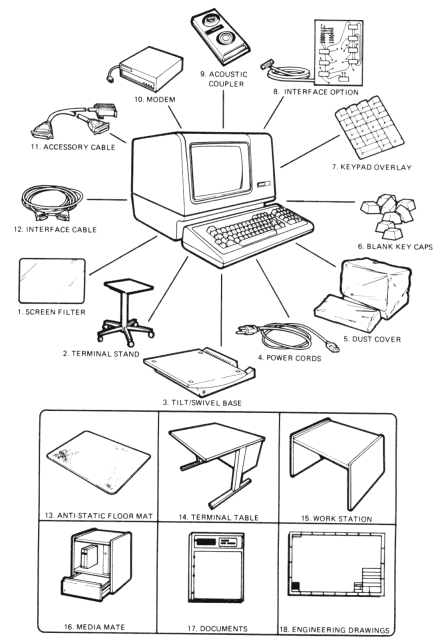 9. ACOUSTIC
COUPLER
10. MODEM
8. INTERFACE OPTION
11. ACCESSORY CABLE
7. KEYPAD OVERLAY
12. INTERFACE CABLE
6. BLANK KEY CAPS
1. SCREEN FILTER
5. DUST COVER
2. TERMINAL STAND
4. POWER CORDS
3. TILT/SWIVEL BASE
13. ANTI-STATIC FLOOR MAT
14. TERMINAL TABLE
15. WORK STATION
16. MEDIA MATE
17. DOCUMENTS
18. ENGINEERING DRAWINGS